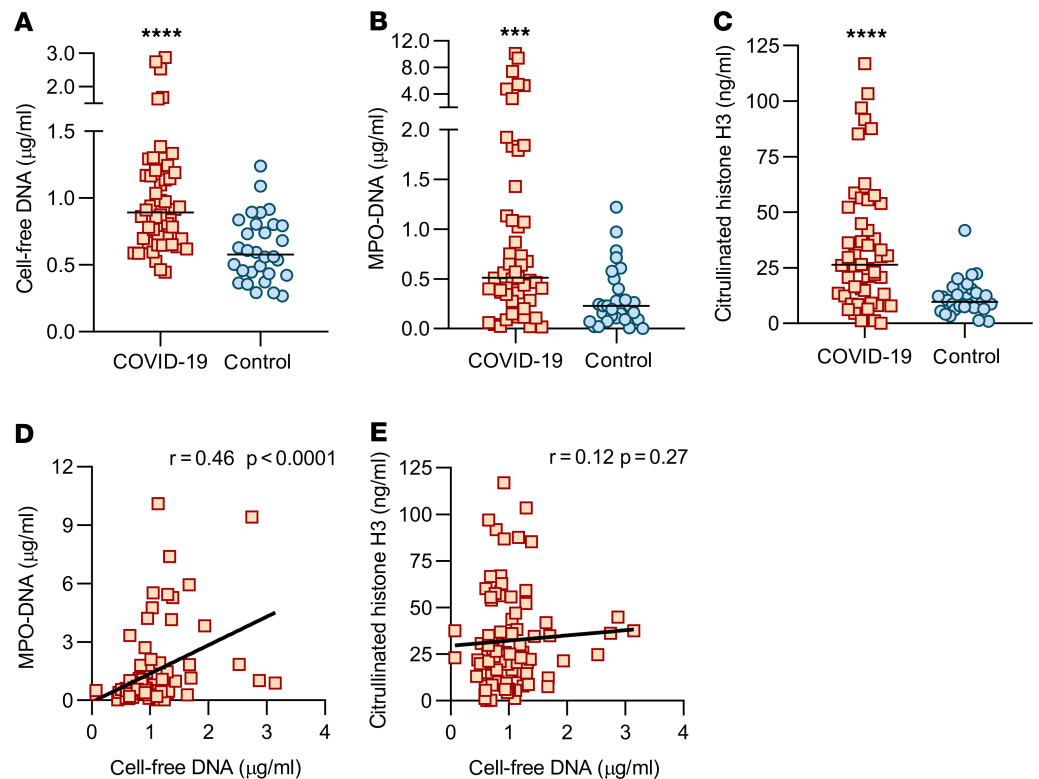 A
****
Cell-free DNA (μg/ml)
3.0
2.0
1.5
1.0
0.5
0.0
COVID-19 Control
B
***
MPO-DNA (μg/ml)
12.0
8.0
4.0
2.0
1.5
1.0
0.5
0.0
COVID-19 Control
C
****
Citrullinated histone H3 (ng/ml)
125
100
75
50
25
0
COVID-19 Control
D
r=0.46 p<0.0001
MPO-DNA (μg/ml)
12
9
6
3
0
0 1 2 3 4
Cell-free DNA (μg/ml)
E
r=0.12 p=0.27
Citrullinated histone H3 (ng/ml)
125
100
75
50
25
0
0 1 2 3 4
Cell-free DNA (μg/ml)